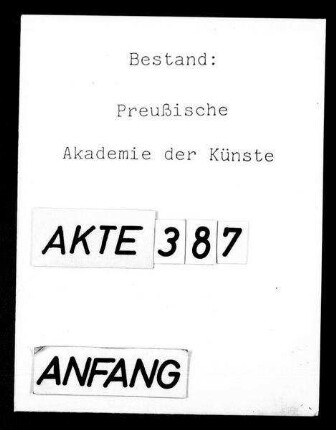 Bestand:
Preußische
Akademie der Künste
AKTE 387
ANFANG